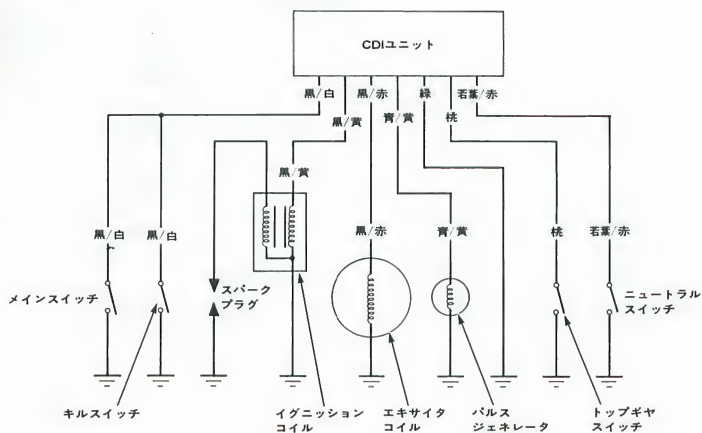 CDIユニット
黒/白
黒/黄
黒/赤
青/黄
緑
桃
若葉/赤
黒/黄
黒/白
黒/白
黒/赤
青/黄
桃
若葉/赤
メインスイッチ
スパーク
プラグ
ニュートラル
スイッチ
キルスイッチ
イグニッション
コイル
エキサイタ
コイル
パルス
ジェネレータ
トップギヤ
スイッチ